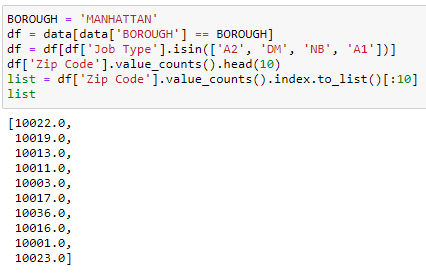 BOROUGH = 'MANHATTAN'
df = data[data['BOROUGH'] == BOROUGH]
df = df[df['Job Type'].isin(['A2', 'DM', 'NB', 'A1'])]
df['Zip Code'].value_counts().head(10)
list = df['Zip Code'].value_counts().index.to_list()[:10]
list
[10022.0,
 10019.0,
 10013.0,
 10011.0,
 10003.0,
 10017.0,
 10036.0,
 10016.0,
 10001.0,
 10023.0]